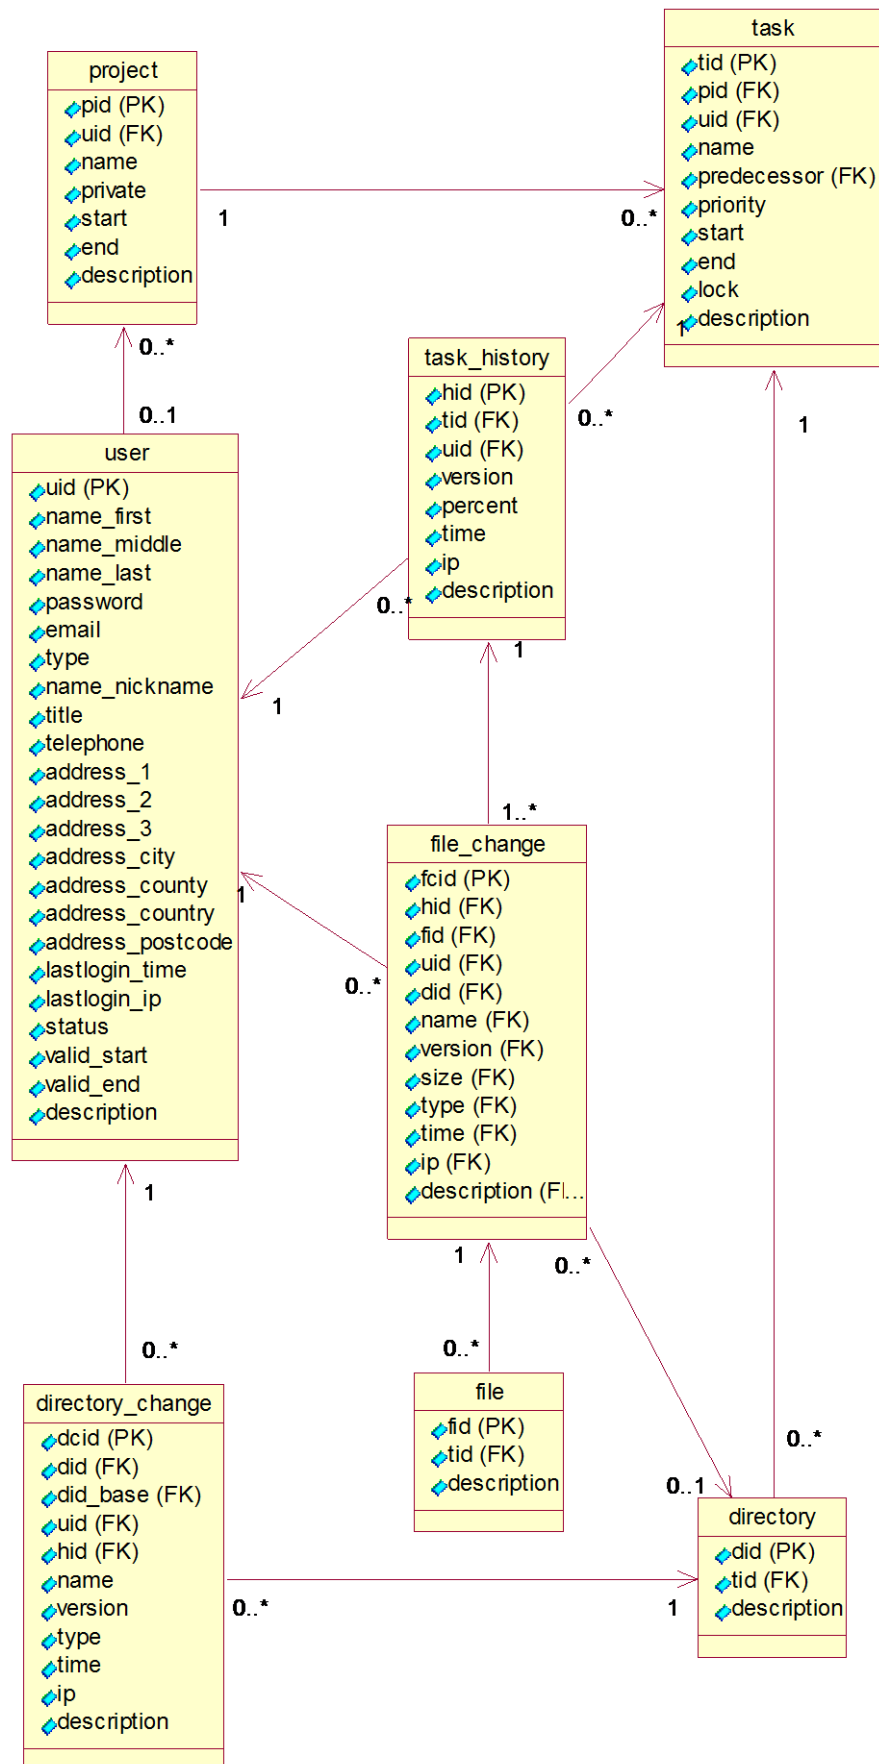 project
pid (PK)
uid (FK)
name
private
start
end
description
task
tid (PK)
pid (FK)
uid (FK)
name
predecessor (FK)
priority
start
end
lock
description
1
0..*
0..*
0..1
1
0..*
1
user
uid (PK)
name_first
name_middle
name_last
password
email
type
name_nickname
title
telephone
address_1
address_2
address_3
address_city
address_county
address_country
address_postcode
lastlogin_time
lastlogin_ip
status
valid_start
valid_end
description
task_history
hid (PK)
tid (FK)
uid (FK)
version
percent
time
ip
description
0..*
1
1
1..*
1
0..*
file_change
fcid (PK)
hid (FK)
fid (FK)
uid (FK)
did (FK)
name (FK)
version (FK)
size (FK)
type (FK)
time (FK)
ip (FK)
description (F...
1
0..*
1
0..*
0..*
0..*
0..1
directory_change
dcid (PK)
did (FK)
did_base (FK)
uid (FK)
hid (FK)
name
version
type
time
ip
description
file
fid (PK)
tid (FK)
description
directory
did (PK)
tid (FK)
description
0..*
1